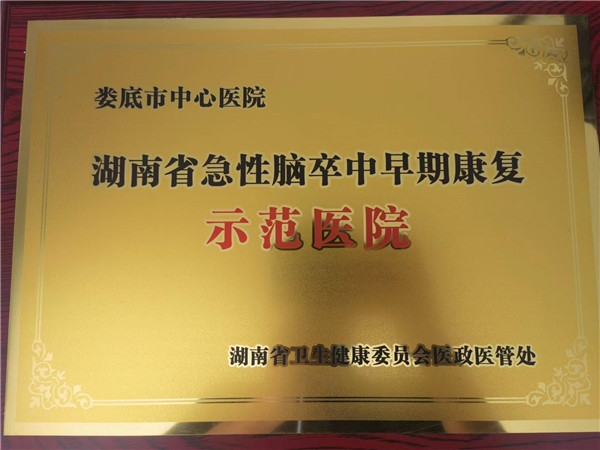 娄底市中心医院
湖南省急性脑卒中早期康复
示范医院
湖南省卫生健康委员会医政医管处